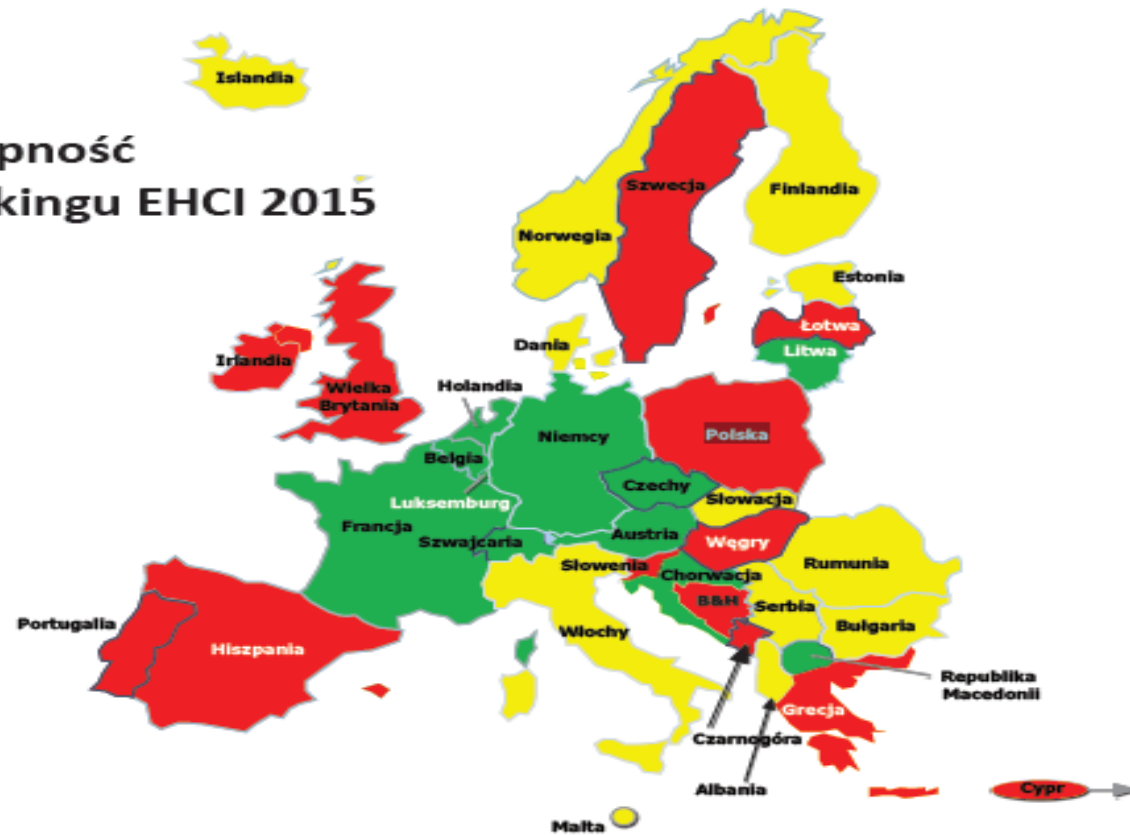 Islandia
pność
kingu EHCI 2015
Szwecja
Finlandia
Norwegia
Estonia
Łotwa
Litwa
Irlandia
Dania
Holandia
Wielka
Brytania
Niemcy
Polska
Belgia
Czechy
Luksemburg
Słowacja
Francja
Szwajcaria
Austria
Węgry
Słowenia
Rumunia
Chorwacja
B&H
Serbia
Portugalia
Włochy
Bułgaria
Hiszpania
Republika
Macedonii
Grecja
Czarnogóra
Albania
Cypr
Malta